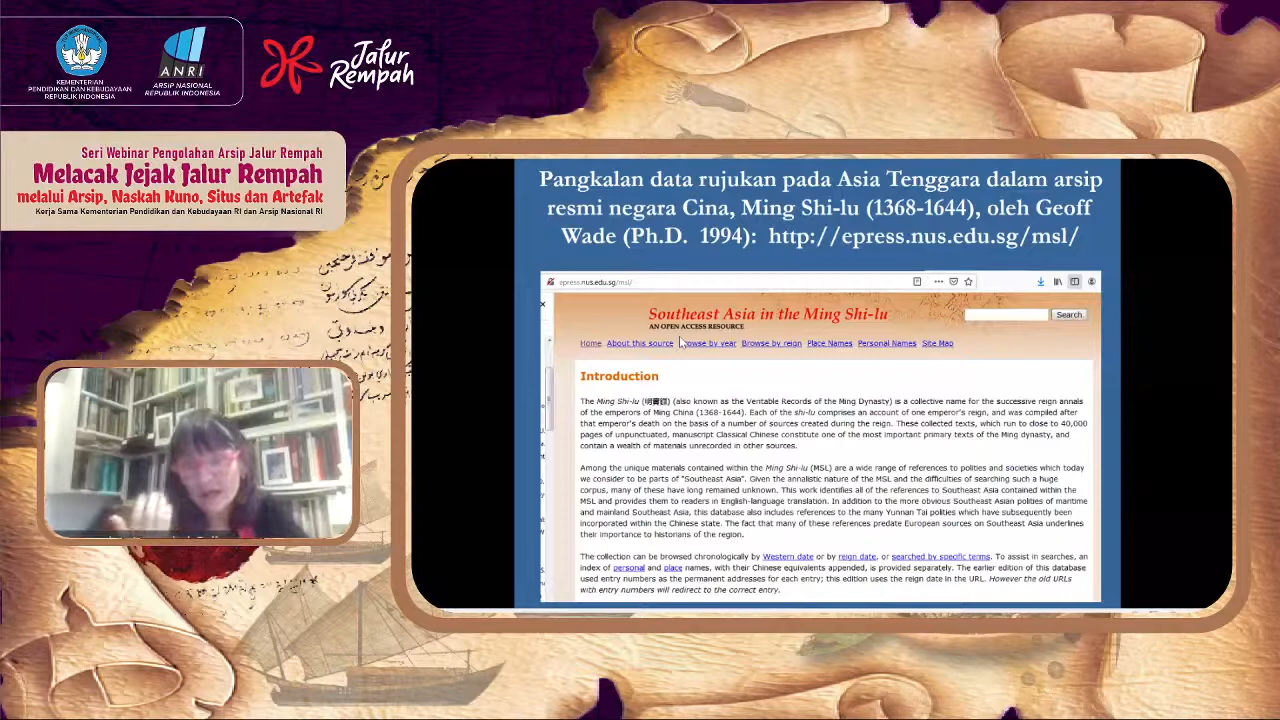 KEMENTERIAN
PENDIDIKAN DAN KEBUDAYAAN
REPUBLIK INDONESIA
ANRI
ARSIP NASIONAL
REPUBLIK INDONESIA
Jalur
Rempah
Seri Webinar Pengolahan Arsip Jalur Rempah
Melacak Jejak Jalur Rempah
melalui Arsip, Naskah Kuno, Situs dan Artefak
Kerja Sama Kementerian Pendidikan dan Kebudayaan RI dan Arsip Nasional RI
Pangkalan data rujukan pada Asia Tenggara dalam arsip
resmi negara Cina, Ming Shi-lu (1368-1644), oleh Geoff
Wade (Ph.D. 1994): http://epress.nus.edu.sg/msl/
epress.nus.edu.sg/msl/
Southeast Asia in the Ming Shi-lu
AN OPEN ACCESS RESOURCE
Search
Home About this source rowse by year Browse by reign Place Names Personal Names Site Map
Introduction
The Ming Shi-lu (明實錄) (also known as the Veritable Records of the Ming Dynasty) is a collective name for the successive reign annals
of the emperors of Ming China (1368-1644). Each of the shi-lu comprises an account of one emperor's reign, and was compiled after
that emperor's death on the basis of a number of sources created during the reign. These collected texts, which run to close to 40,000
pages of unpunctuated, manuscript Classical Chinese constitute one of the most important primary texts of the Ming dynasty, and
contain a wealth of materials unrecorded in other sources.
Among the unique materials contained within the Ming Shi-lu (MSL) are a wide range of references to polities and societies which today
we consider to be parts of "Southeast Asia". Given the annalistic nature of the MSL and the difficulties of searching such a huge
corpus, many of these have long remained unknown. This work identifies all of the references to Southeast Asia contained within the
MSL and provides them to readers in English-language translation. In addition to the more obvious Southeast Asian polities of maritime
and mainland Southeast Asia, this database also includes references to the many Yunnan Tai polities which have subsequently been
incorporated within the Chinese state. The fact that many of these references predate European sources on Southeast Asia underlines
their importance to historians of the region.
The collection can be browsed chronologically by Western date or by reign date, or searched by specific terms. To assist in searches, an
index of personal and place names, with their Chinese equivalents appended, is provided separately. The earlier edition of this database
used entry numbers as the permanent addresses for each entry; this edition uses the reign date in the URL. However the old URLs
with entry numbers will redirect to the correct entry.